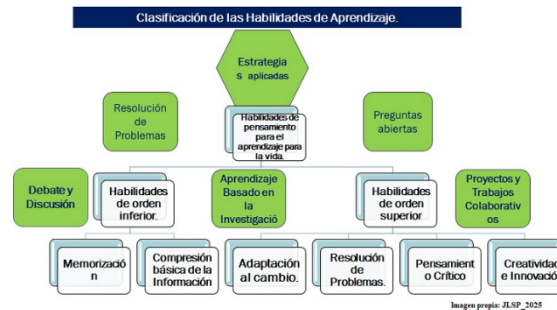 Clasificación de las Habilidades de Aprendizaje.
Estrategia
s aplicadas
Resolución
de
Problemas
Habilidades de
pensamiento
para el
aprendizaje para
la vida.
Preguntas
abiertas
Debate y
Discusión
Habilidades
de orden
inferior.
Aprendizaje
Basado en
la
Investigació
Habilidades
de orden
superior
Proyectos y
Trabajos
Colaborativ
os
Memorizació
n
Compresión
básica de la
Información
Adaptación
al cambio.
Resolución
de
Problemas.
Pensamient
o Crítico
Creatividad
e Innovació
Imagen propia: JLSP_2025